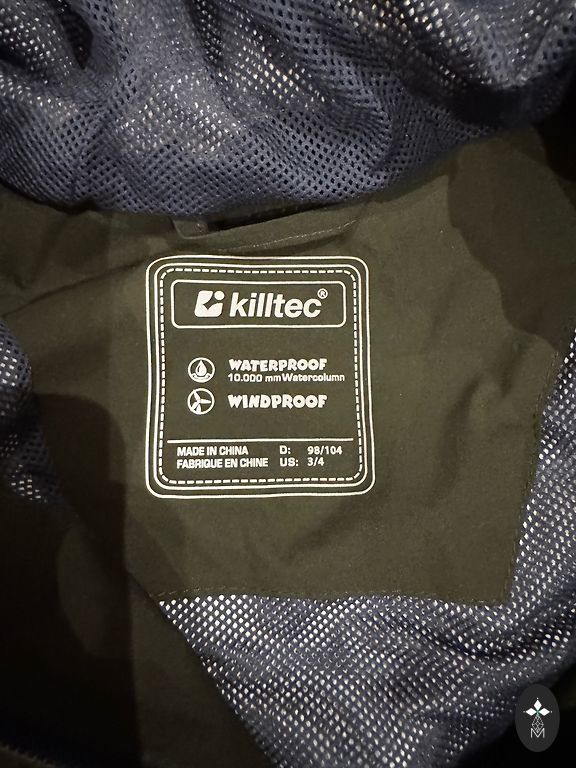 killtec®
WATERPROOF
10.000 mm Watercolumn
WINDPROOF
MADE IN CHINA D: 98/104
FABRIQUE EN CHINE US: 3/4
M